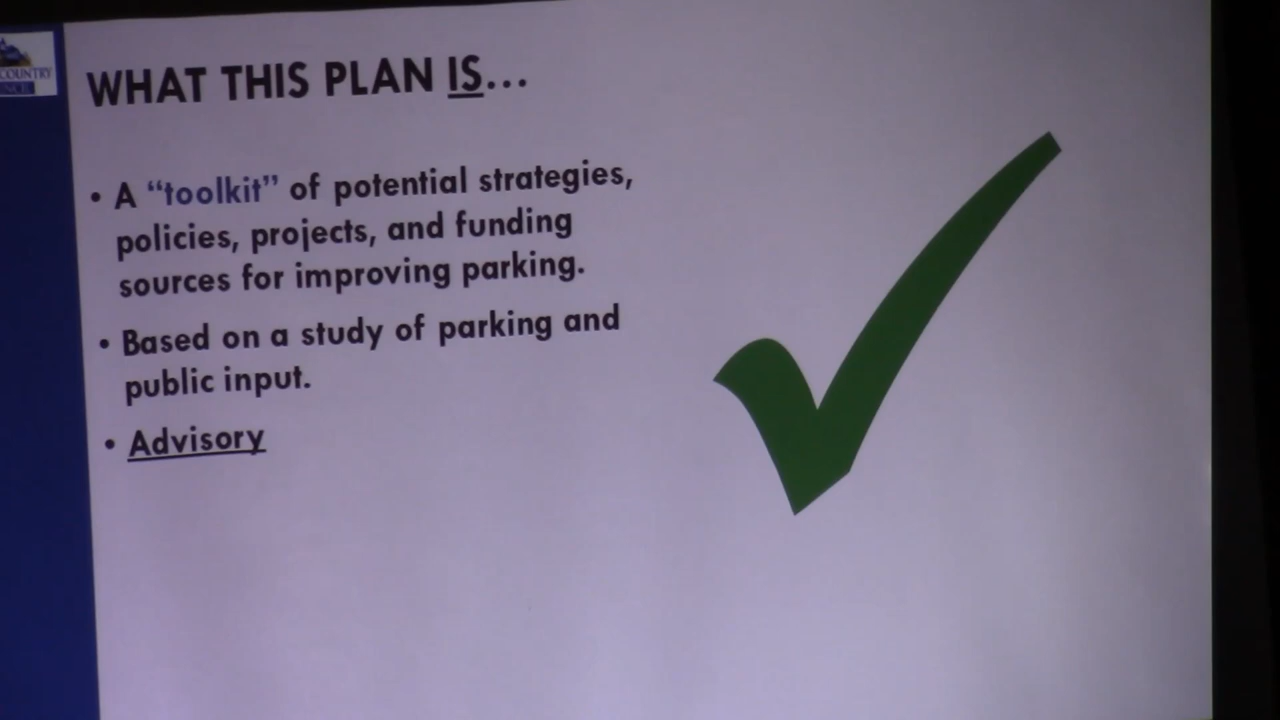 COUNTRY
WHAT THIS PLAN IS...
• A “toolkit” of potential strategies,
policies, projects, and funding
sources for improving parking.
• Based on a study of parking and
public input.
• Advisory